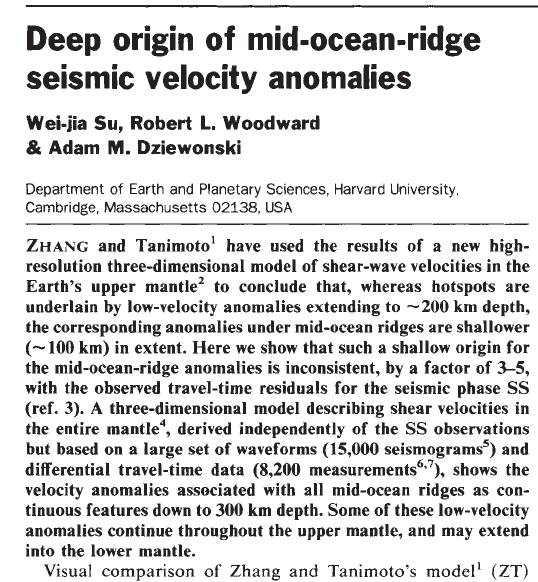 Deep origin of mid-ocean-ridge
seismic velocity anomalies
Wei-jia Su, Robert L. Woodward
& Adam M. Dziewonski
Department of Earth and Planetary Sciences, Harvard University,
Cambridge, Massachusetts 02138, USA
ZHANG and Tanimoto¹ have used the results of a new high-
resolution three-dimensional model of shear-wave velocities in the
Earth's upper mantle² to conclude that, whereas hotspots are
underlain by low-velocity anomalies extending to ~200 km depth,
the corresponding anomalies under mid-ocean ridges are shallower
(~100 km) in extent. Here we show that such a shallow origin for
the mid-ocean-ridge anomalies is inconsistent, by a factor of 3–5,
with the observed travel-time residuals for the seismic phase SS
(ref. 3). A three-dimensional model describing shear velocities in
the entire mantle⁴, derived independently of the SS observations
but based on a large set of waveforms (15,000 seismograms⁵) and
differential travel-time data (8,200 measurements⁶,⁷), shows the
velocity anomalies associated with all mid-ocean ridges as con-
tinuous features down to 300 km depth. Some of these low-velocity
anomalies continue throughout the upper mantle, and may extend
into the lower mantle.
Visual comparison of Zhang and Tanimoto's model¹ (ZT)